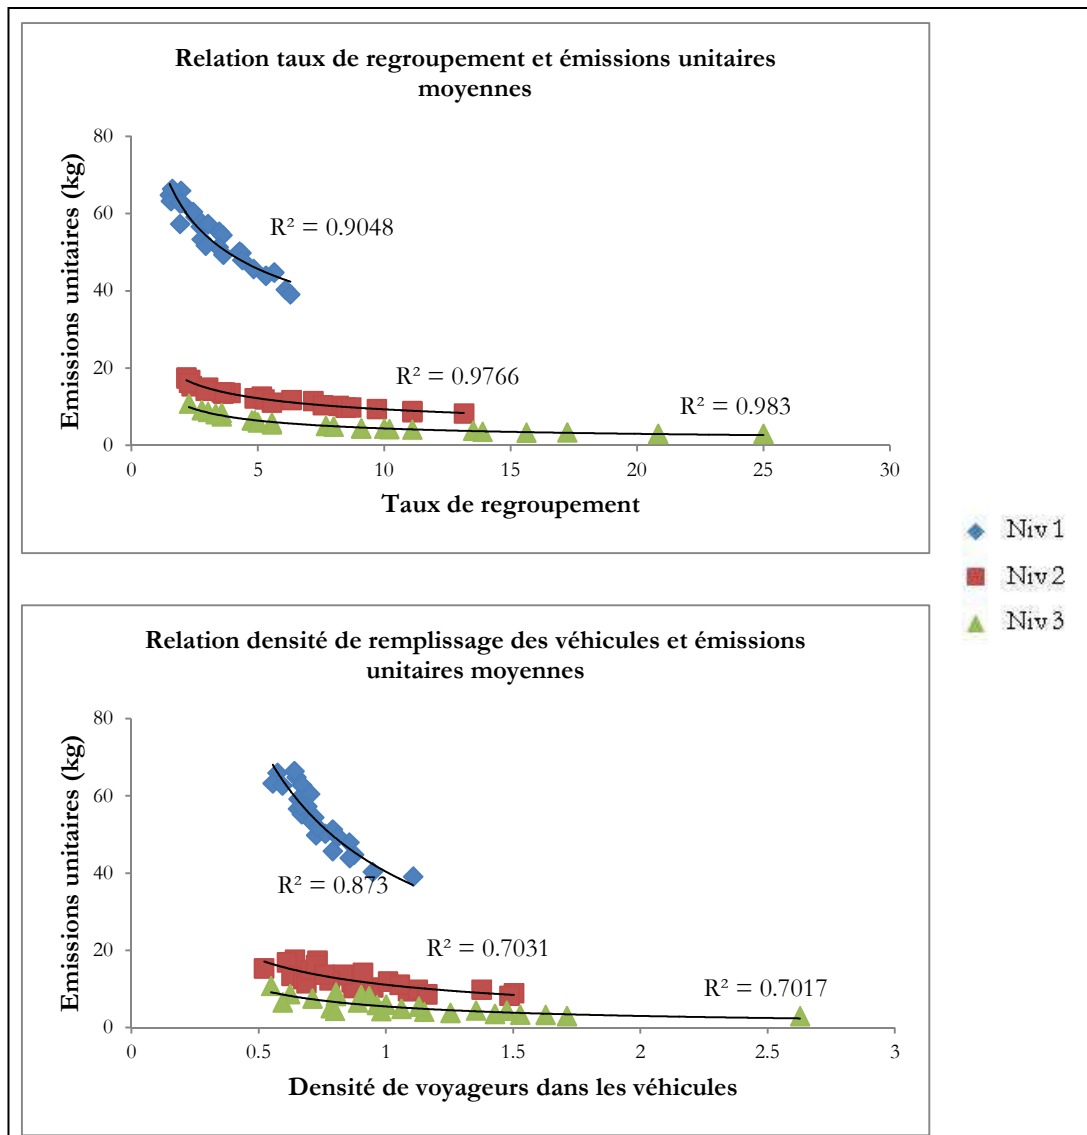 Relation taux de regroupement et émissions unitaires
moyennes
Emissions unitaires (kg)
80
60
40
20
0
R² = 0.9048
R² = 0.9766
R² = 0.983
0 5 10 15 20 25 30
Taux de regroupement
Niv 1
Niv 2
Niv 3
Relation densité de remplissage des véhicules et émissions
unitaires moyennes
Emissions unitaires (kg)
80
60
40
20
0
R² = 0.873
R² = 0.7031
R² = 0.7017
0 0.5 1 1.5 2 2.5 3
Densité de voyageurs dans les véhicules